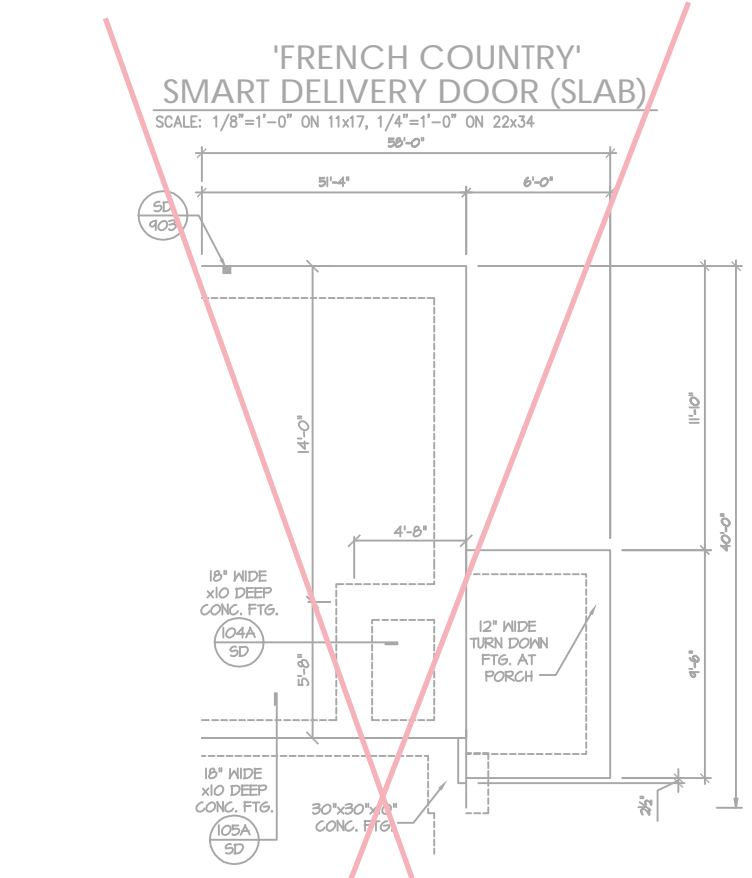 'FRENCH COUNTRY'
SMART DELIVERY DOOR (SLAB)
SCALE: 1/8"=1'-0" ON 11x17, 1/4"=1'-0" ON 22x34
58'-0"
51'-4"
6'-0"
SD
903
14'-0"
11'-10"
40'-0"
4'-8"
18" WIDE
x10 DEEP
CONC. FTG.
104A
SD
5'-8"
12" WIDE
TURN DOWN
FTG. AT
PORCH
9'-6"
18" WIDE
x10 DEEP
CONC. FTG.
105A
SD
30"x30"x10"
CONC. FTG.
2½"